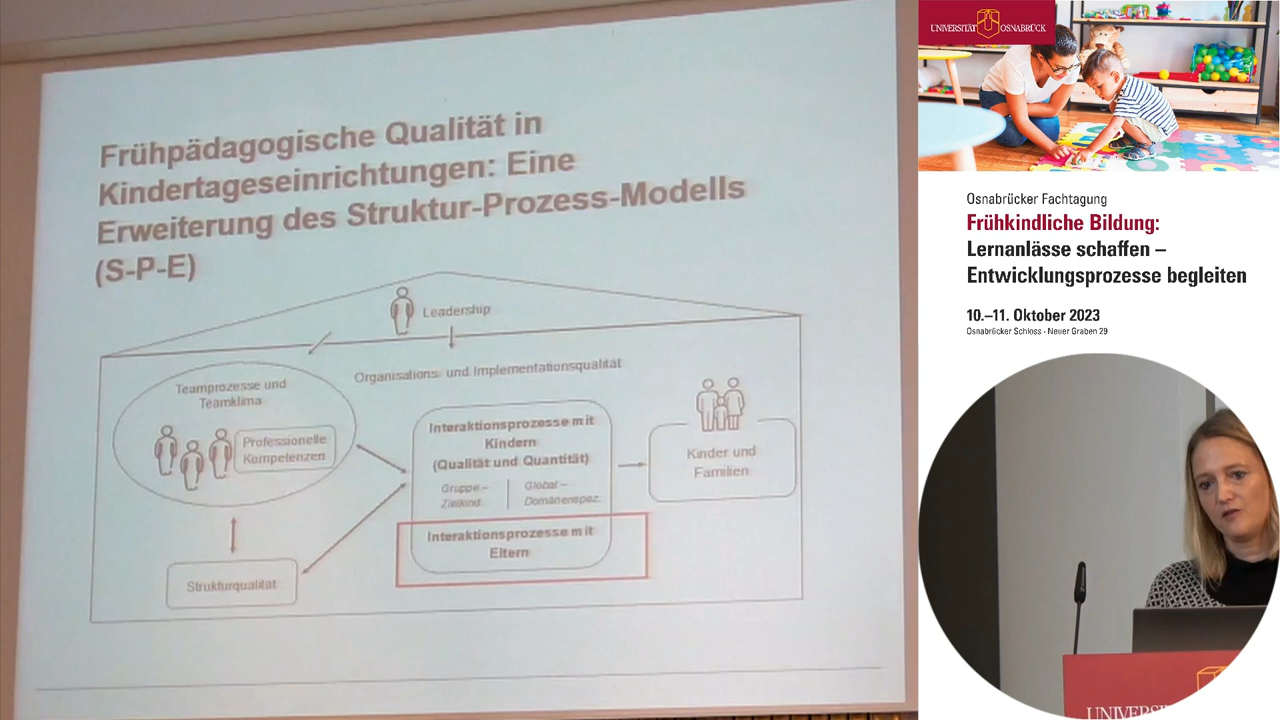 Frühpädagogische Qualität in
Kindertageseinrichtungen: Eine
Erweiterung des Struktur-Prozess-Modells
(S-P-E)
Leadership
Teamprozesse und
Teamklima
Organisations- und Implementationsqualität
Professionelle
Kompetenzen
Interaktionsprozesse mit
Kindern
(Qualität und Quantität)
Gruppe –
Zielkind
Global –
Domänenspez.
Interaktionsprozesse mit
Eltern
Kinder und
Familien
Strukturqualität
UNIVERSITÄT OSNABRÜCK
Osnabrücker Fachtagung
Frühkindliche Bildung:
Lernanlässe schaffen –
Entwicklungsprozesse begleiten
10.–11. Oktober 2023
Osnabrücker Schloss · Neuer Graben 29
UNIVERSI